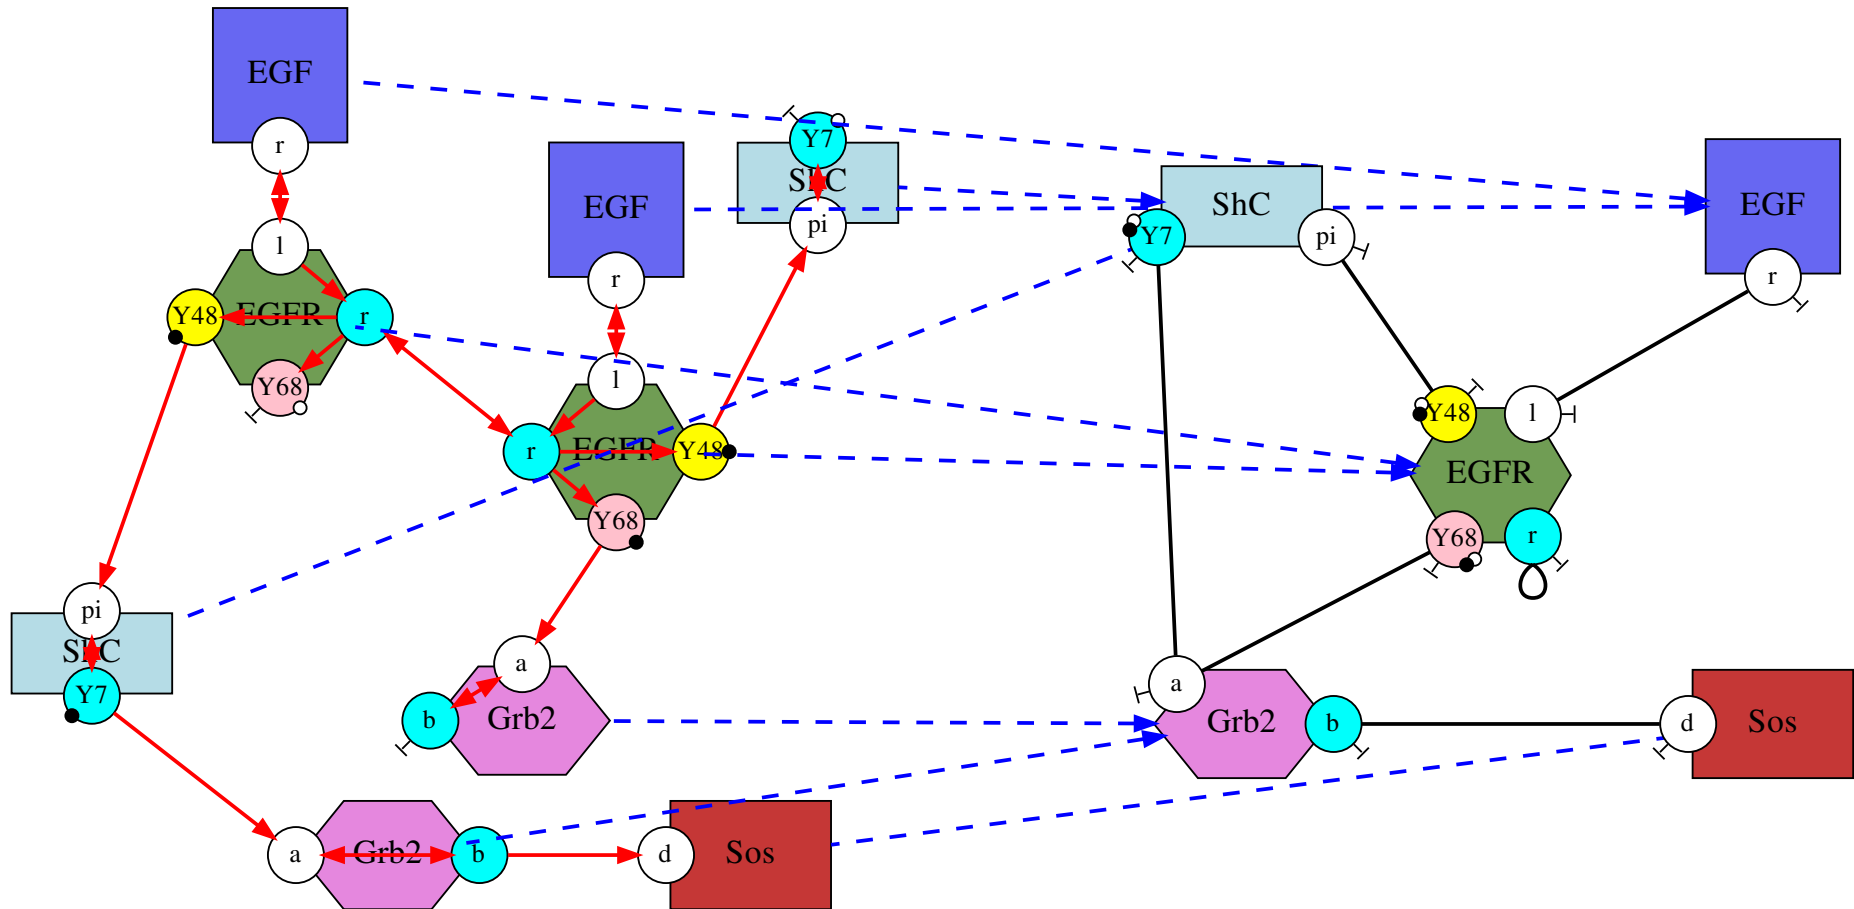 EGF
r
l
EGFR
Y48
r
Y68
EGF
r
l
r
EGFR
Y48
Y68
Y7
ShC
pi
pi
ShC
Y7
a
b
Grb2
a
Grb2
b
d
Sos
ShC
Y7
pi
EGF
r
Y48
l
EGFR
Y68
r
a
Grb2
b
d
Sos